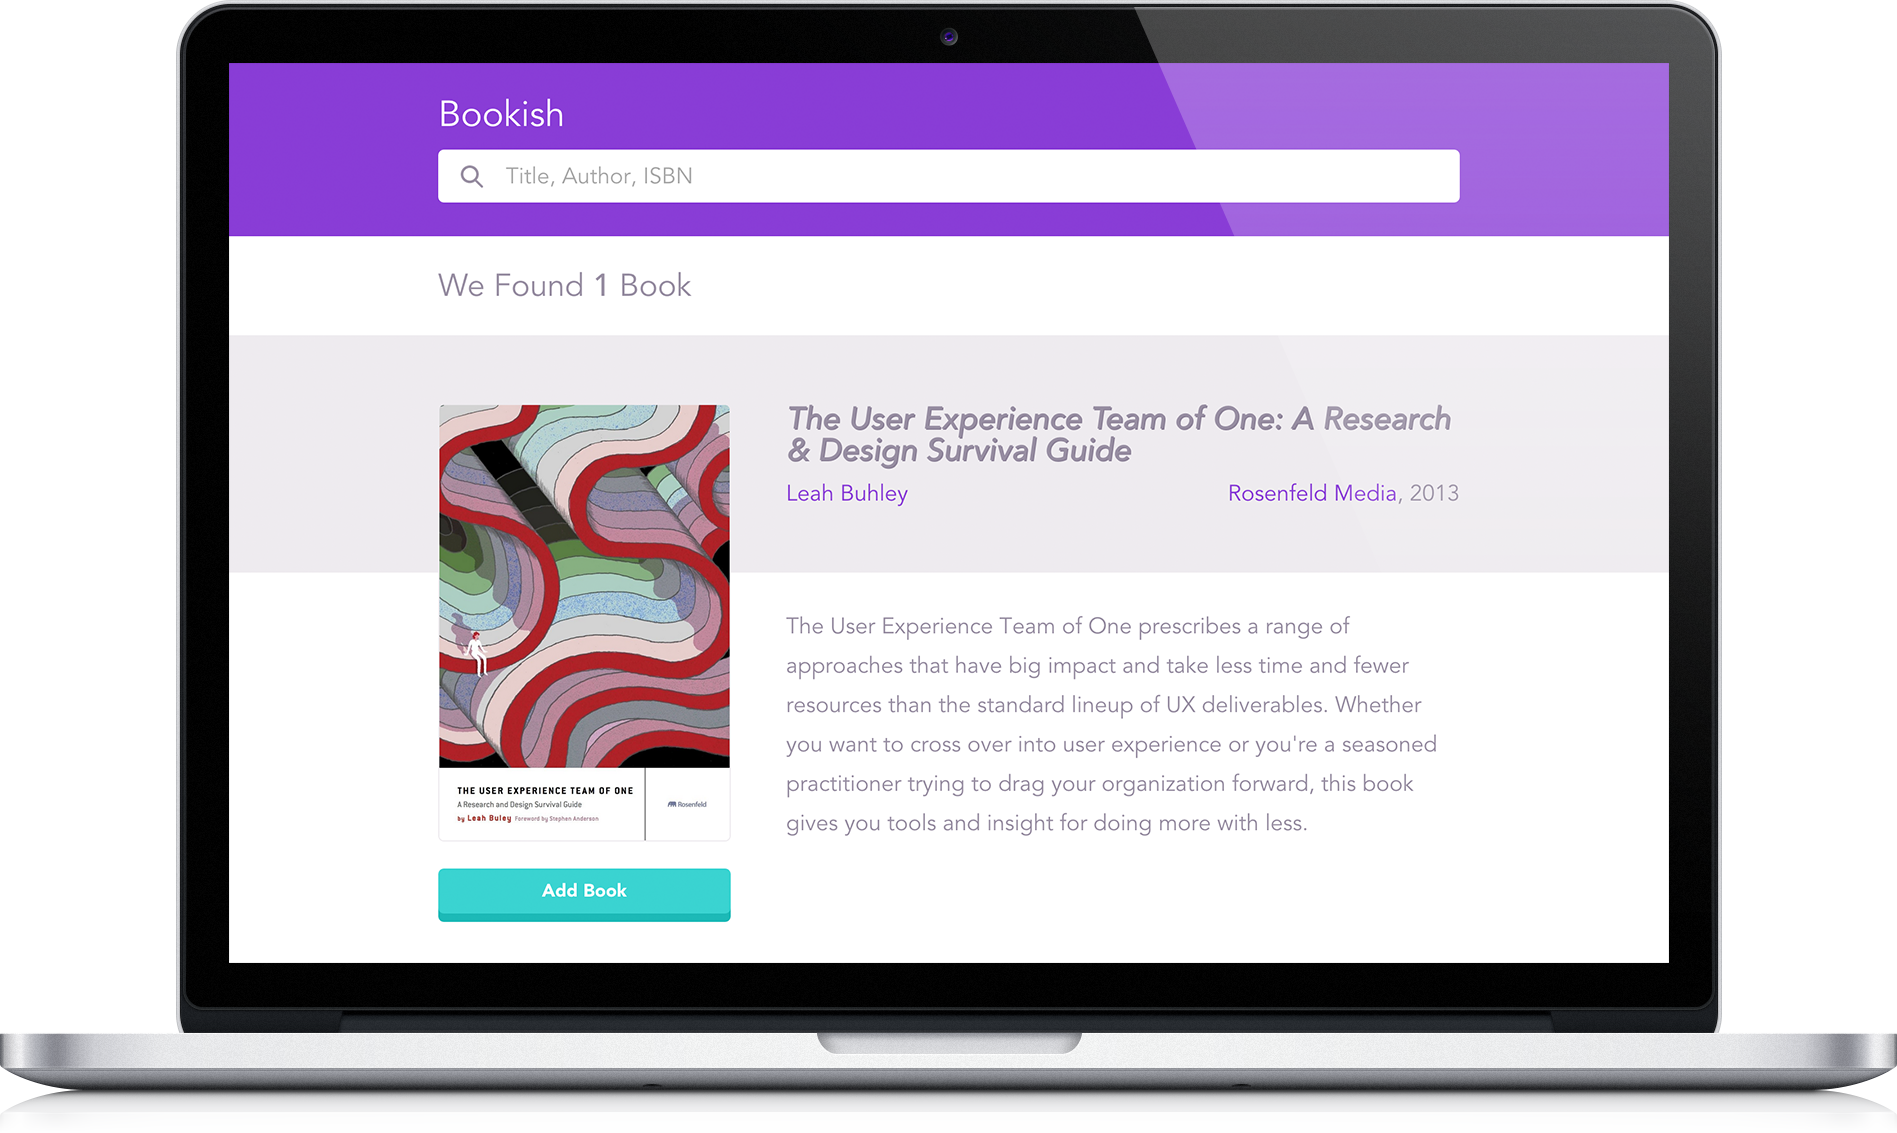 Bookish
Title, Author, ISBN
We Found 1 Book
The User Experience Team of One: A Research
& Design Survival Guide
Leah Buhley
Rosenfeld Media, 2013
The User Experience Team of One prescribes a range of
approaches that have big impact and take less time and fewer
resources than the standard lineup of UX deliverables. Whether
you want to cross over into user experience or you're a seasoned
practitioner trying to drag your organization forward, this book
gives you tools and insight for doing more with less.
THE USER EXPERIENCE TEAM OF ONE
A Research and Design Survival Guide
by Leah Buley Foreword by Stephen Anderson
Rosenfeld
Add Book